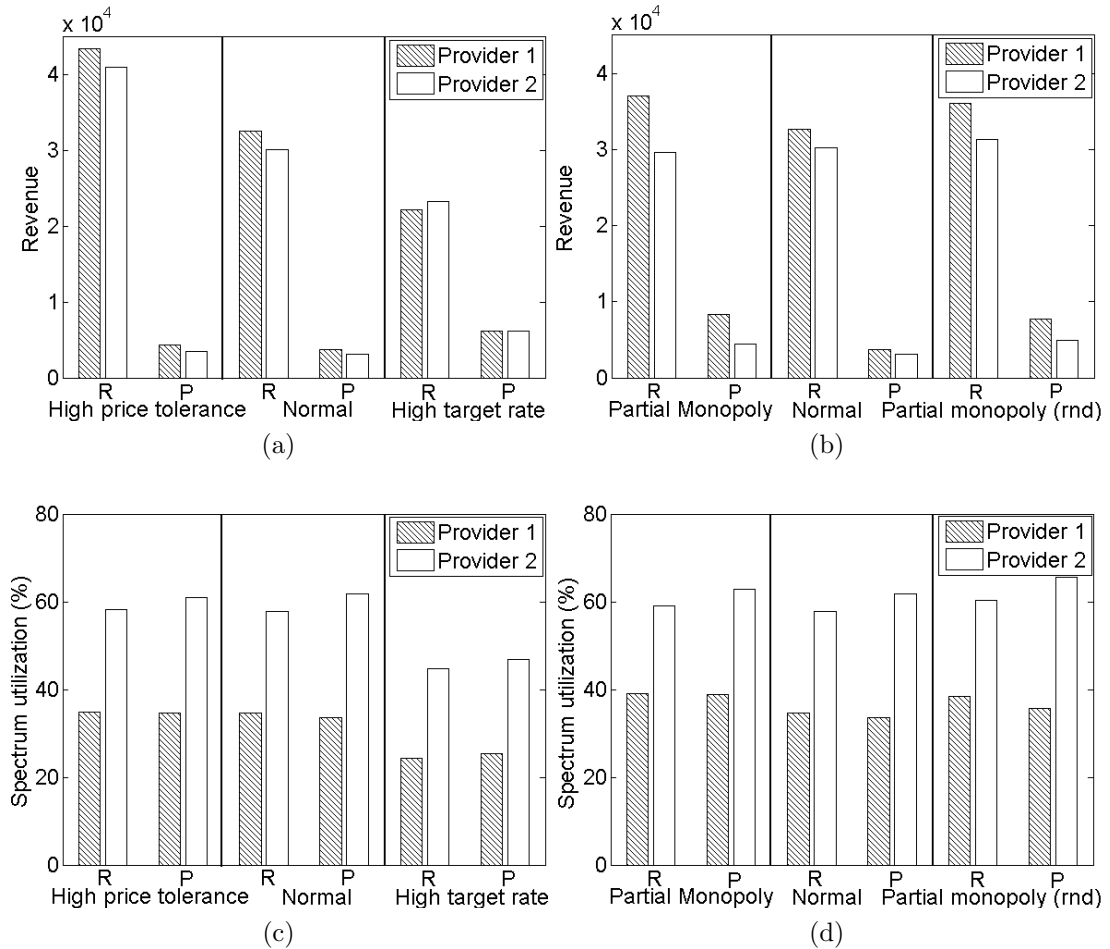 x 10^4
Revenue
4
3
2
1
0
Provider 1
Provider 2
R P R P R P
High price tolerance Normal High target rate
(a)
x 10^4
Revenue
4
3
2
1
0
Provider 1
Provider 2
R P R P R P
Partial Monopoly Normal Partial monopoly (rnd)
(b)
Spectrum utilization (%)
80
60
40
20
0
Provider 1
Provider 2
R P R P R P
High price tolerance Normal High target rate
(c)
Spectrum utilization (%)
80
60
40
20
0
Provider 1
Provider 2
R P R P R P
Partial Monopoly Normal Partial monopoly (rnd)
(d)